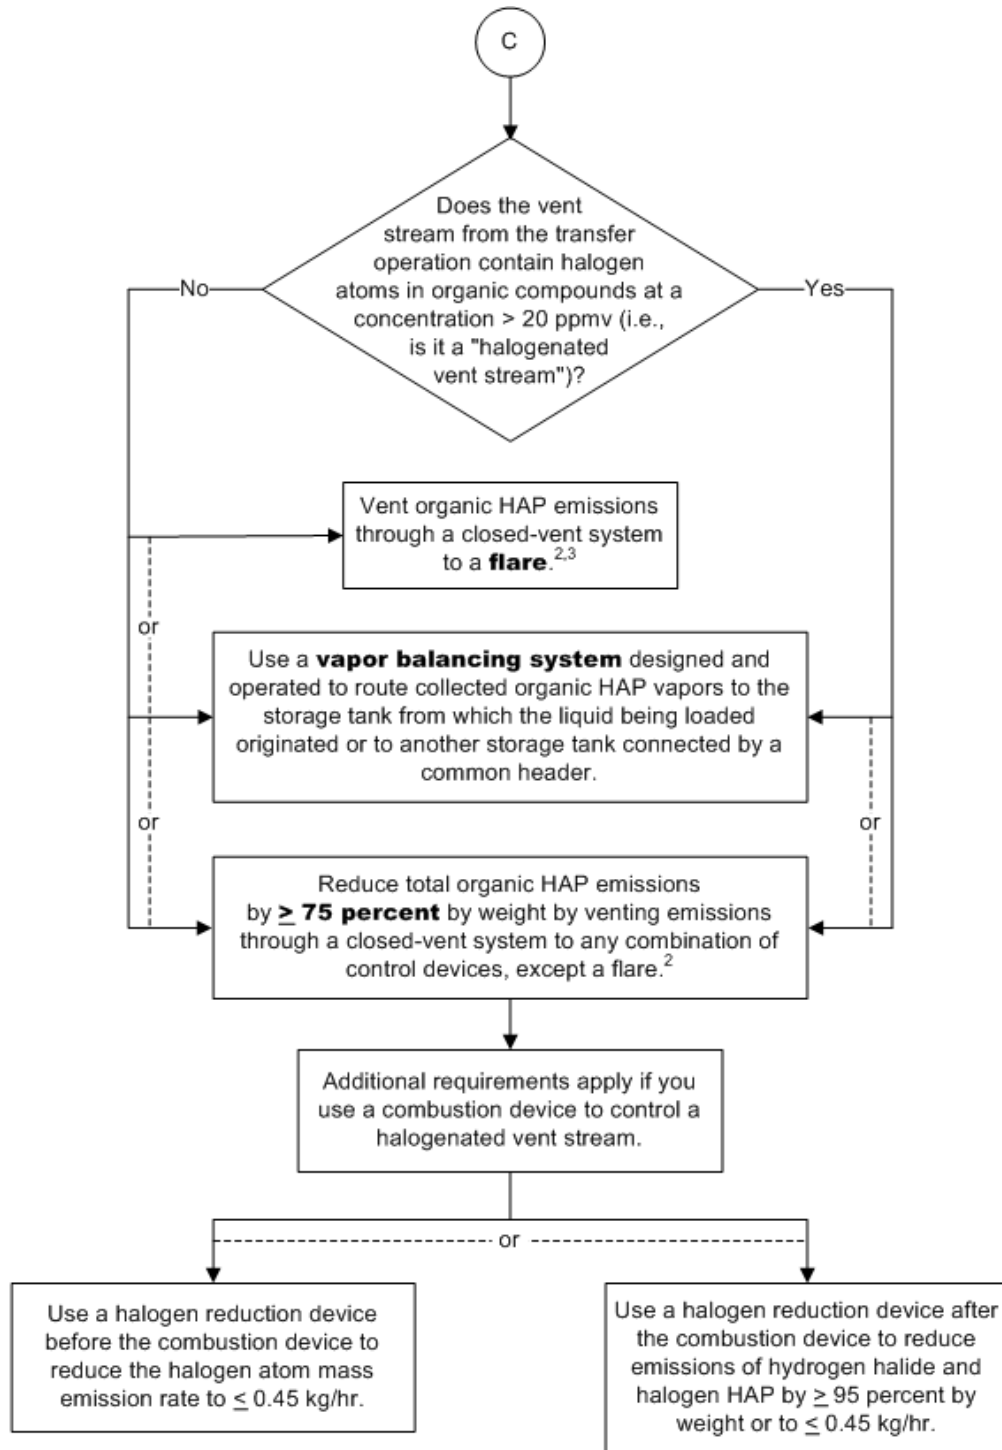 C
Does the vent
stream from the transfer
operation contain halogen
atoms in organic compounds at a
concentration > 20 ppmv (i.e.,
is it a "halogenated
vent stream")?
No
Yes
Vent organic HAP emissions
through a closed-vent system
to a flare.2,3
or
Use a vapor balancing system designed and
operated to route collected organic HAP vapors to the
storage tank from which the liquid being loaded
originated or to another storage tank connected by a
common header.
or
or
Reduce total organic HAP emissions
by ≥ 75 percent by weight by venting emissions
through a closed-vent system to any combination of
control devices, except a flare.2
Additional requirements apply if you
use a combustion device to control a
halogenated vent stream.
or
Use a halogen reduction device
before the combustion device to
reduce the halogen atom mass
emission rate to ≤ 0.45 kg/hr.
Use a halogen reduction device after
the combustion device to reduce
emissions of hydrogen halide and
halogen HAP by ≥ 95 percent by
weight or to ≤ 0.45 kg/hr.